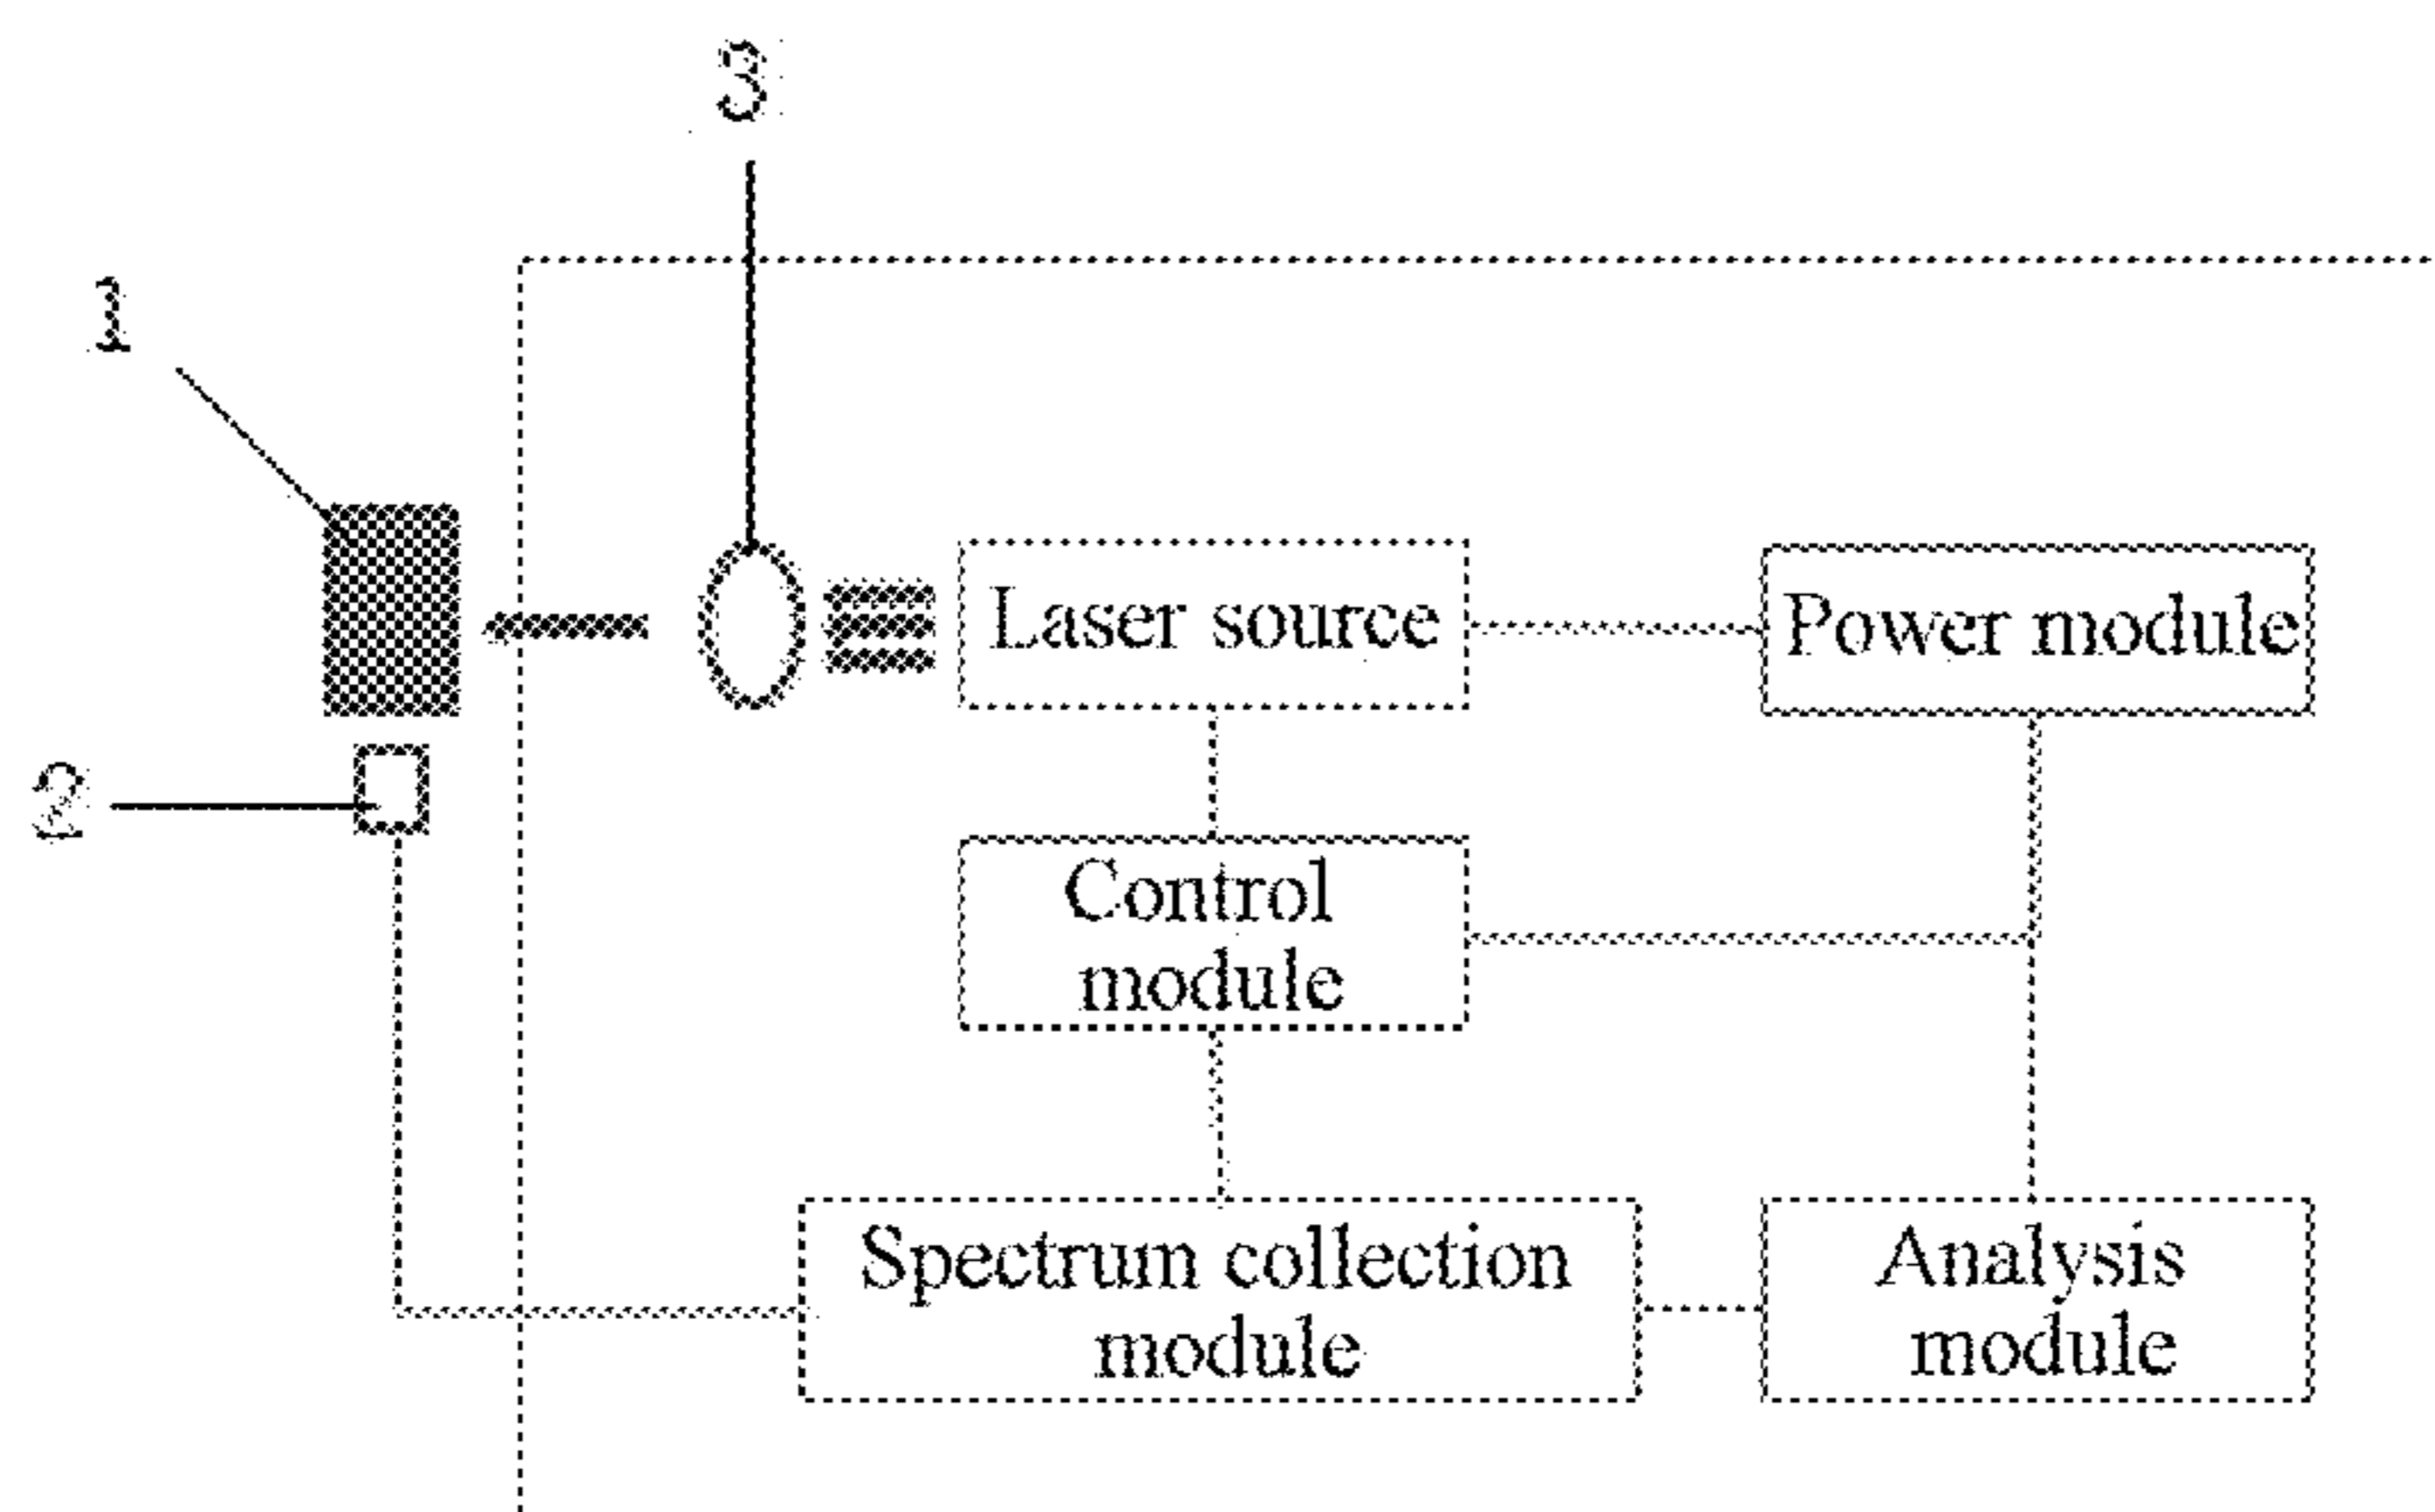 3
1
Laser source
Power module
2
Control
module
Spectrum collection
module
Analysis
module